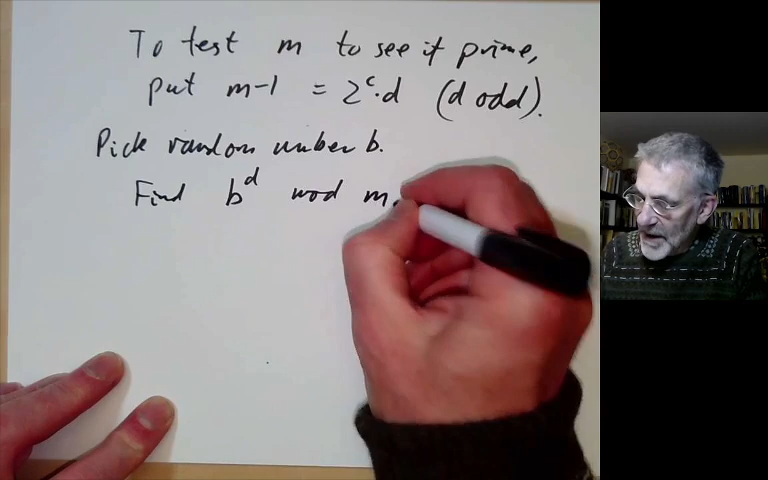 To test m to see if prime,
put m-1 = 2^c·d (d odd).
Pick random number b.
Find b^d mod m.